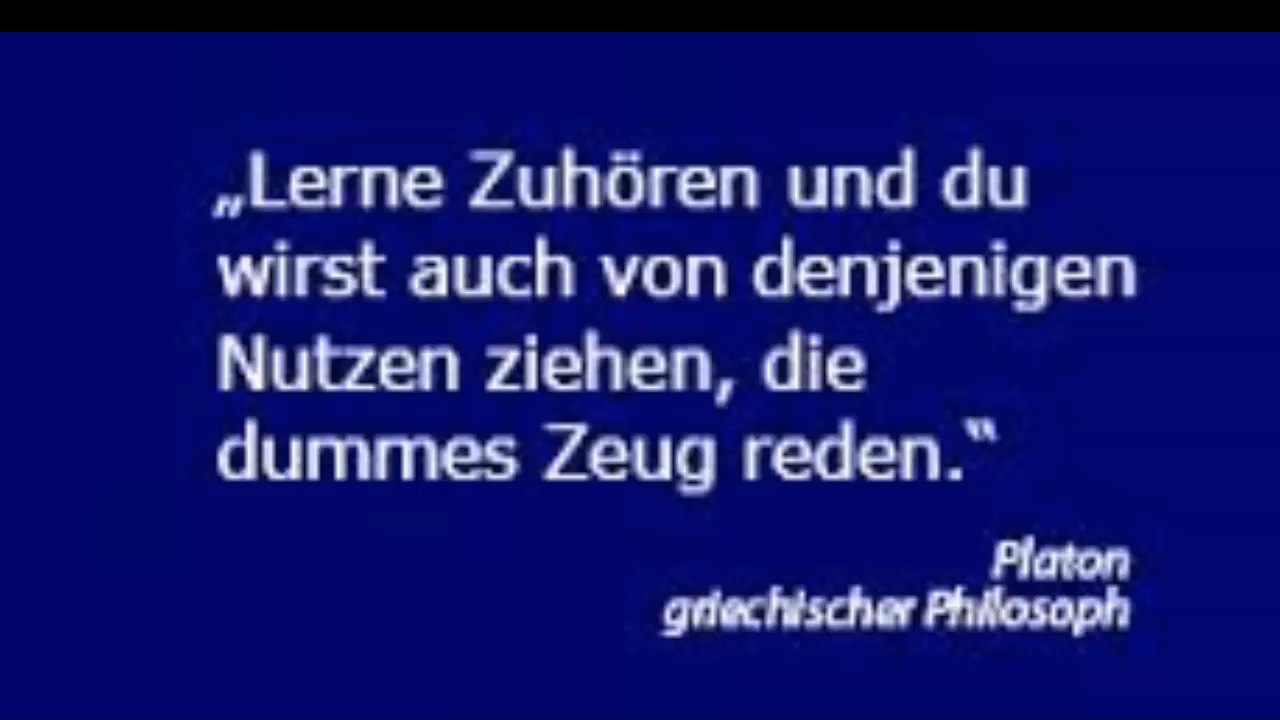 „Lerne Zuhören und du
wirst auch von denjenigen
Nutzen ziehen, die
dummes Zeug reden.“
Platon
griechischer Philosoph